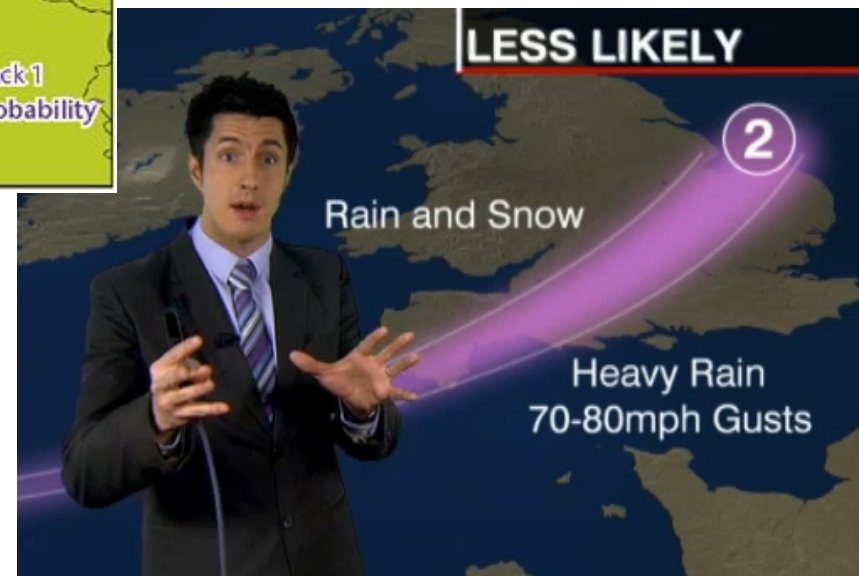 ck 1
obability
LESS LIKELY
2
Rain and Snow
Heavy Rain
70-80mph Gusts